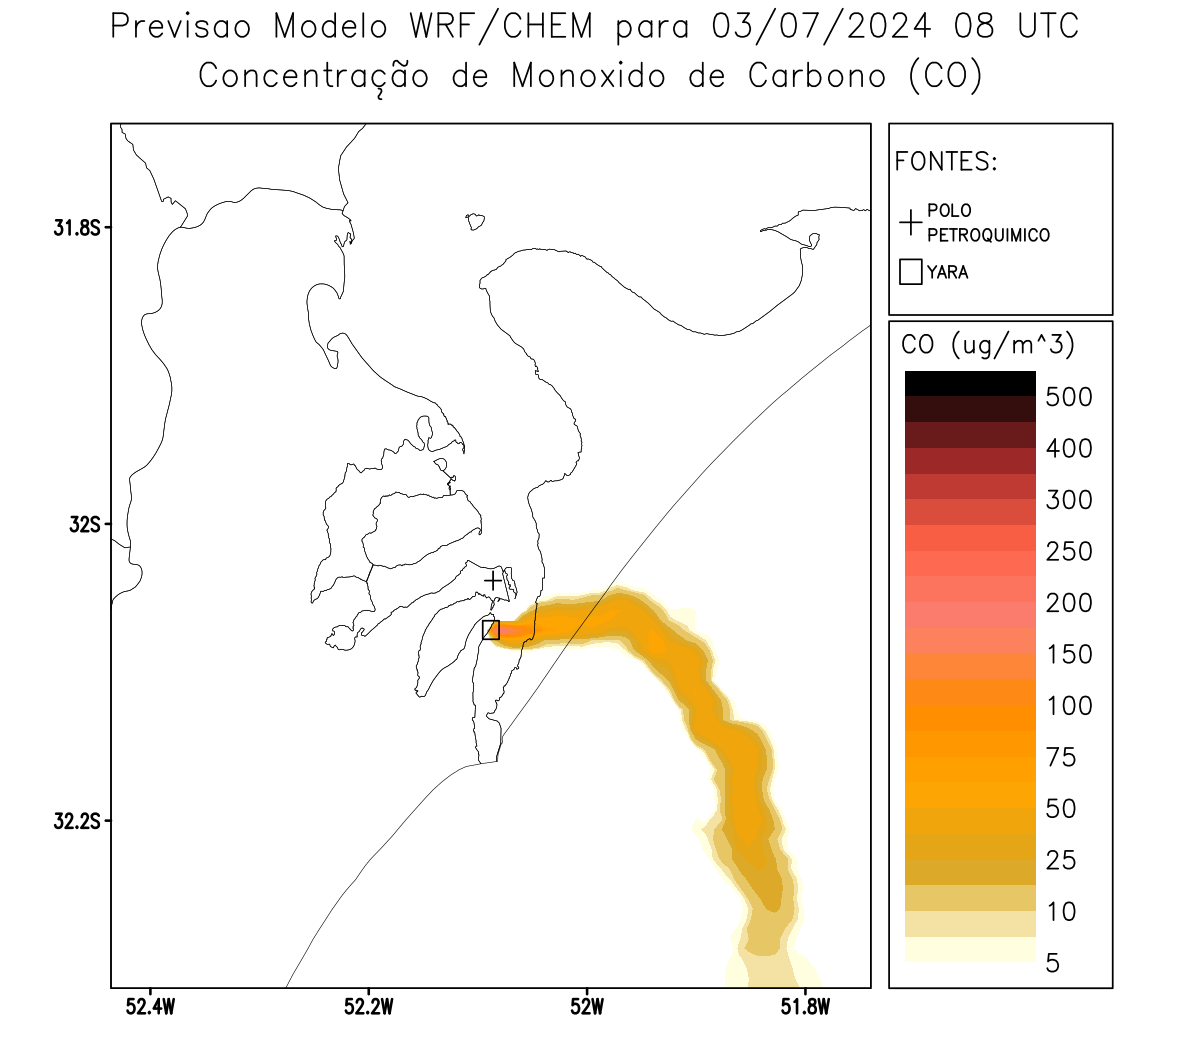 Previsao Modelo WRF/CHEM para 03/07/2024 08 UTC
Concentração de Monoxido de Carbono (CO)
FONTES:
POLO
PETROQUIMICO
YARA
CO (ug/m^3)
500
400
300
250
200
150
100
75
50
25
10
5
31.8S
32S
32.2S
52.4W
52.2W
52W
51.8W